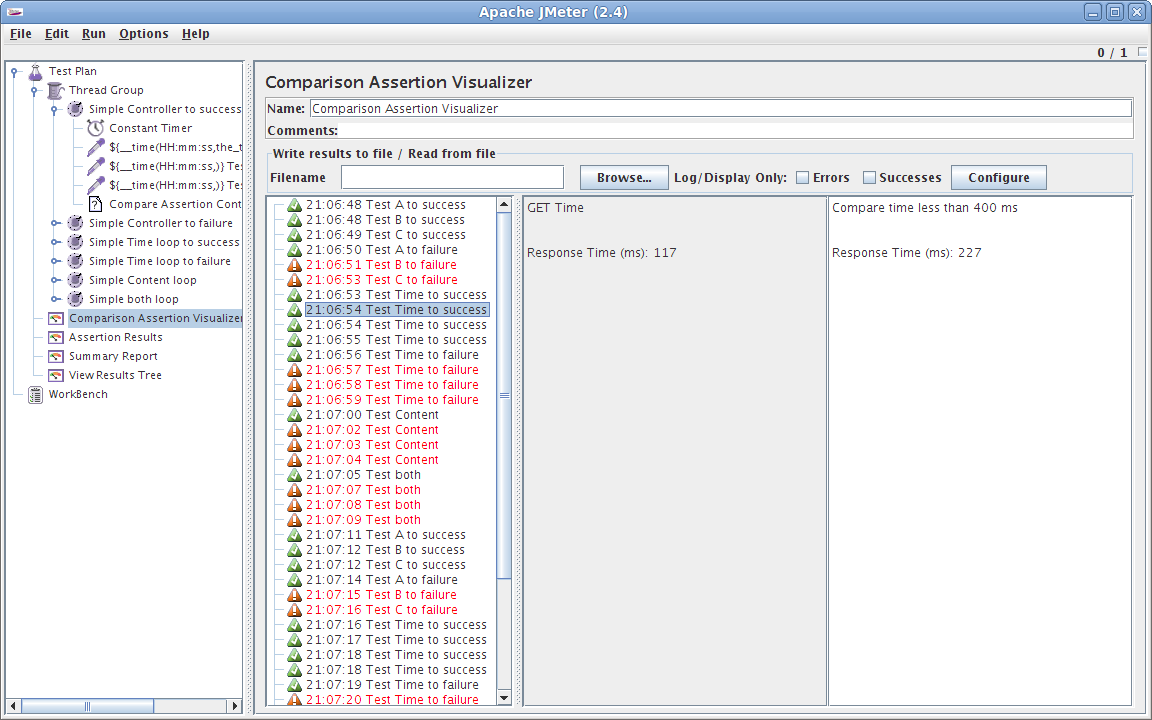 Apache JMeter (2.4)
File Edit Run Options Help
0 / 1
Test Plan
Thread Group
Simple Controller to success
Constant Timer
${__time(HH:mm:ss,the_t
${__time(HH:mm:ss,)} Te
${__time(HH:mm:ss,)} Te
Compare Assertion Cont
Simple Controller to failure
Simple Time loop to success
Simple Time loop to failure
Simple Content loop
Simple both loop
Comparison Assertion Visualizer
Assertion Results
Summary Report
View Results Tree
WorkBench
Comparison Assertion Visualizer
Name: Comparison Assertion Visualizer
Comments:
Write results to file / Read from file
Filename Browse... Log/Display Only: Errors Successes Configure
21:06:48 Test A to success
21:06:48 Test B to success
21:06:49 Test C to success
21:06:50 Test A to failure
21:06:51 Test B to failure
21:06:53 Test C to failure
21:06:53 Test Time to success
21:06:54 Test Time to success
21:06:54 Test Time to success
21:06:55 Test Time to success
21:06:56 Test Time to failure
21:06:57 Test Time to failure
21:06:58 Test Time to failure
21:06:59 Test Time to failure
21:07:00 Test Content
21:07:02 Test Content
21:07:03 Test Content
21:07:04 Test Content
21:07:05 Test both
21:07:07 Test both
21:07:08 Test both
21:07:09 Test both
21:07:11 Test A to success
21:07:12 Test B to success
21:07:12 Test C to success
21:07:14 Test A to failure
21:07:15 Test B to failure
21:07:16 Test C to failure
21:07:16 Test Time to success
21:07:17 Test Time to success
21:07:18 Test Time to success
21:07:18 Test Time to success
21:07:19 Test Time to failure
21:07:20 Test Time to failure
GET Time
Response Time (ms): 117
Compare time less than 400 ms
Response Time (ms): 227